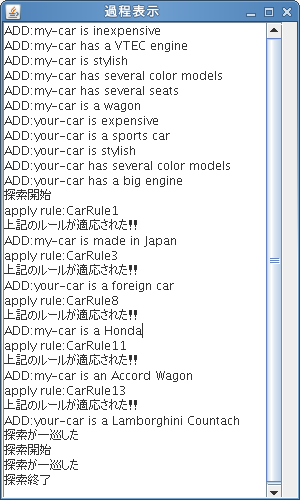 過程表示
ADD:my-car is inexpensive
ADD:my-car has a VTEC engine
ADD:my-car is stylish
ADD:my-car has several color models
ADD:my-car has several seats
ADD:my-car is a wagon
ADD:your-car is expensive
ADD:your-car is a sports car
ADD:your-car is stylish
ADD:your-car has several color models
ADD:your-car has a big engine
探索開始
apply rule:CarRule1
上記のルールが適応された!!
ADD:my-car is made in Japan
apply rule:CarRule3
上記のルールが適応された!!
ADD:your-car is a foreign car
apply rule:CarRule8
上記のルールが適応された!!
ADD:my-car is a Honda
apply rule:CarRule11
上記のルールが適応された!!
ADD:my-car is an Accord Wagon
apply rule:CarRule13
上記のルールが適応された!!
ADD:your-car is a Lamborghini Countach
探索が一巡した
探索開始
探索が一巡した
探索終了